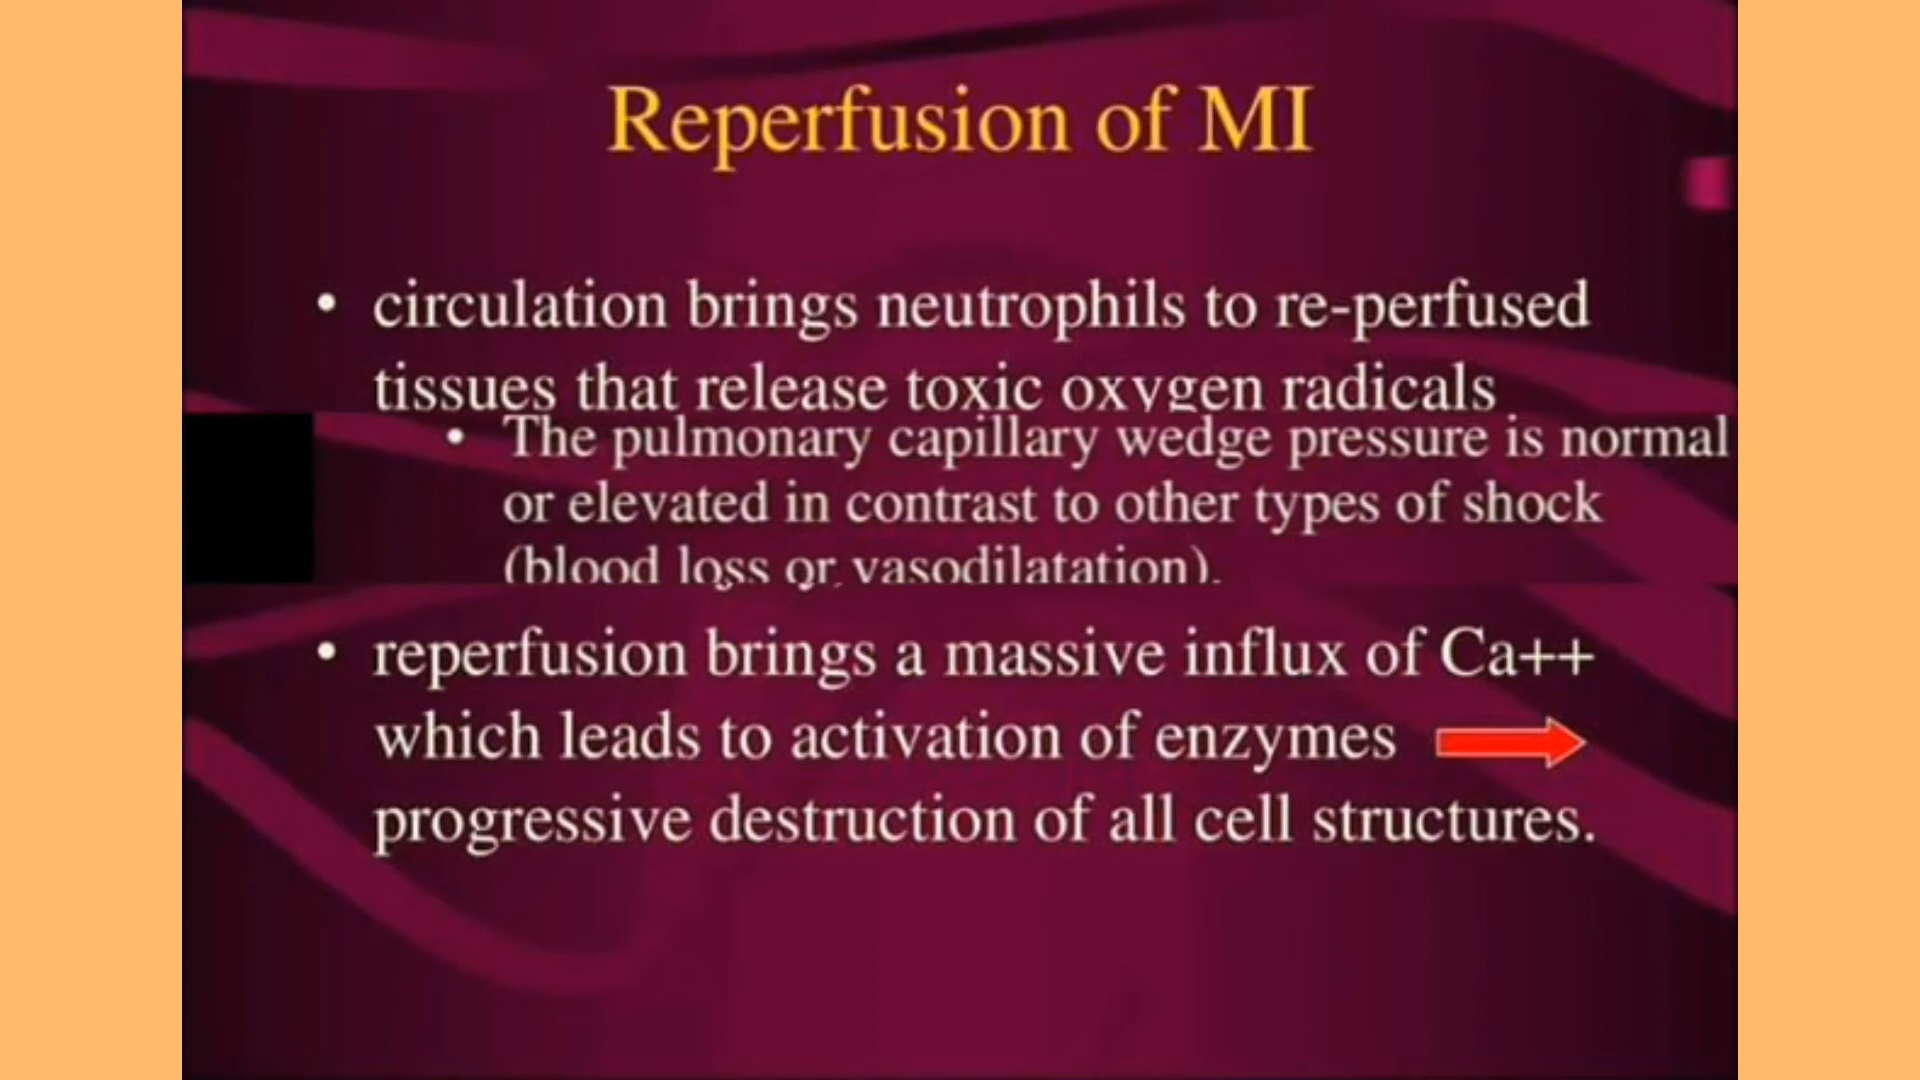 Reperfusion of MI
• circulation brings neutrophils to re-perfused
tissues that release toxic oxygen radicals
• The pulmonary capillary wedge pressure is normal
or elevated in contrast to other types of shock
(blood loss or vasodilatation).
• reperfusion brings a massive influx of Ca++
which leads to activation of enzymes
progressive destruction of all cell structures.